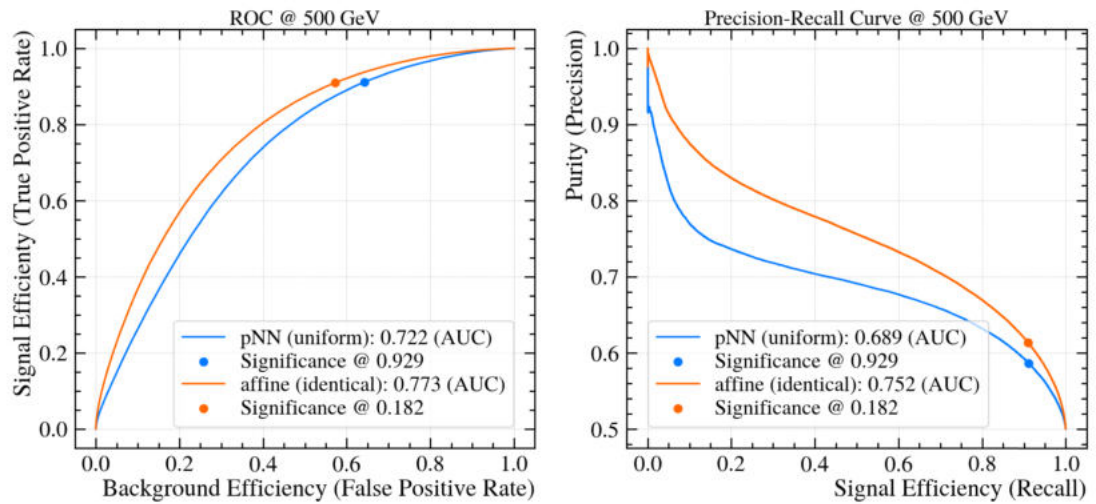 ROC @ 500 GeV
Signal Efficienty (True Positive Rate)
1.0
0.8
0.6
0.4
0.2
0.0
pNN (uniform): 0.722 (AUC)
Significance @ 0.929
affine (identical): 0.773 (AUC)
Significance @ 0.182
0.0 0.2 0.4 0.6 0.8 1.0
Background Efficiency (False Positive Rate)
Precision-Recall Curve @ 500 GeV
Purity (Precision)
1.0
0.9
0.8
0.7
0.6
0.5
pNN (uniform): 0.689 (AUC)
Significance @ 0.929
affine (identical): 0.752 (AUC)
Significance @ 0.182
0.0 0.2 0.4 0.6 0.8 1.0
Signal Efficiency (Recall)